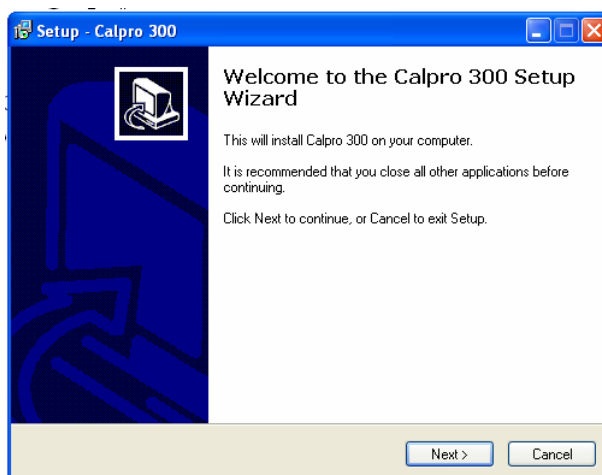 Setup - Calpro 300
Welcome to the Calpro 300 Setup
Wizard
This will install Calpro 300 on your computer.
It is recommended that you close all other applications before
continuing.
Click Next to continue, or Cancel to exit Setup.
Next >
Cancel